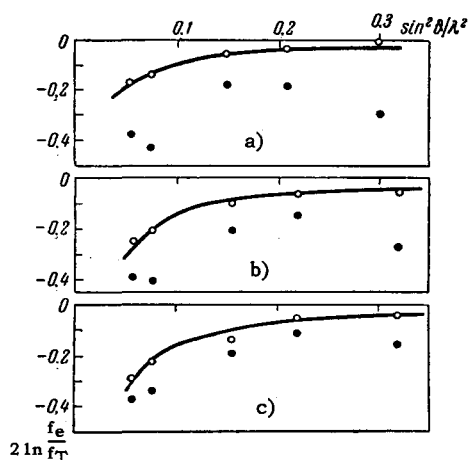 0,1 0,2 0,3 sin²ϑ/λ²
0
-0,2
-0,4
a)
0
-0,2
-0,4
b)
0
-0,2
-0,4
c)
2 ln fe/fT